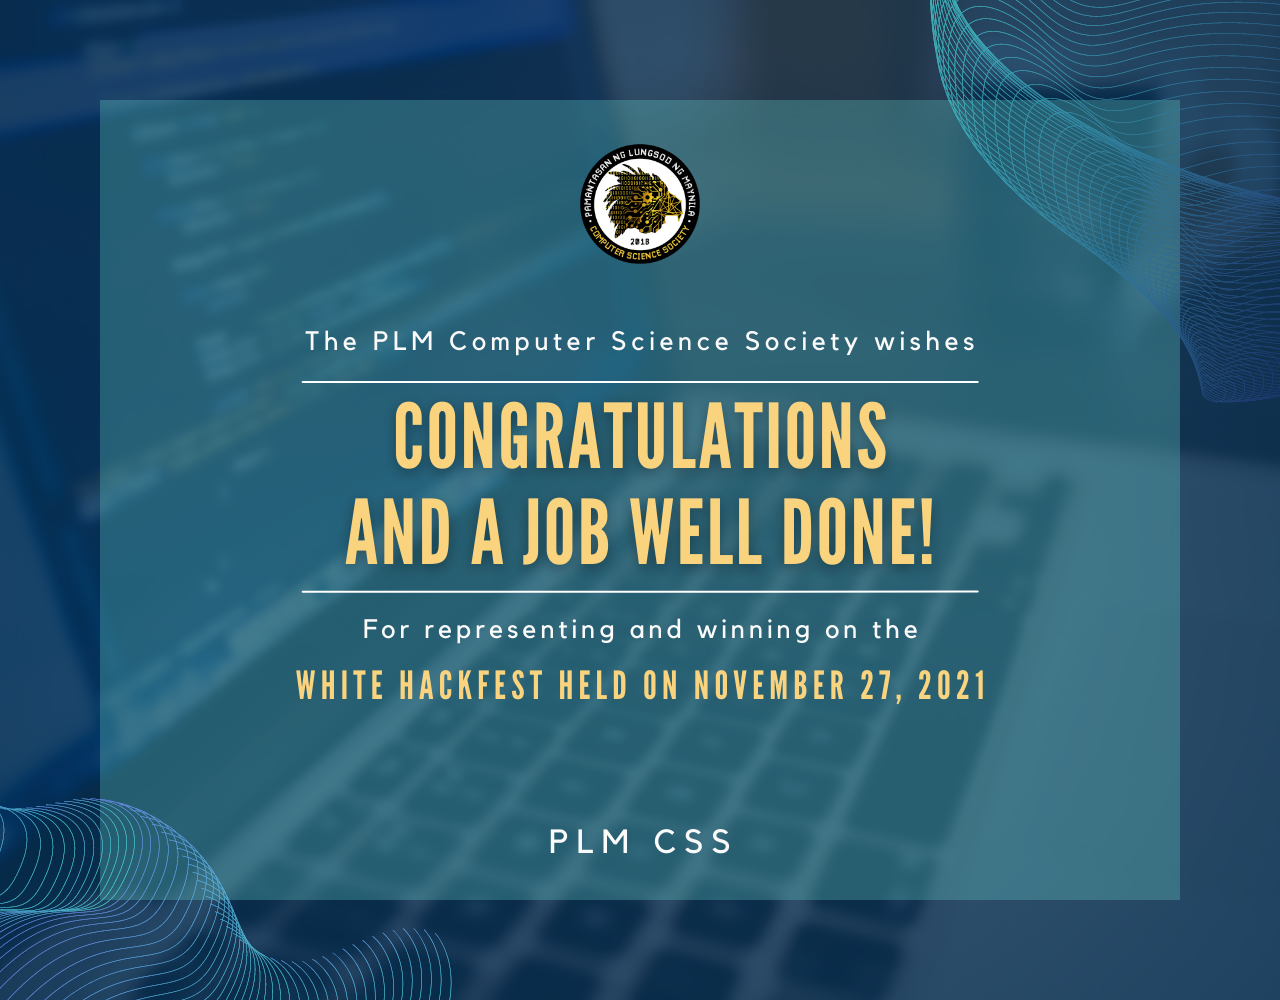 PAMANTASAN NG LUNGSOD NG MAYNILA
2018
COMPUTER SCIENCE SOCIETY
The PLM Computer Science Society wishes
CONGRATULATIONS
AND A JOB WELL DONE!
For representing and winning on the
WHITE HACKFEST HELD ON NOVEMBER 27, 2021
PLM CSS